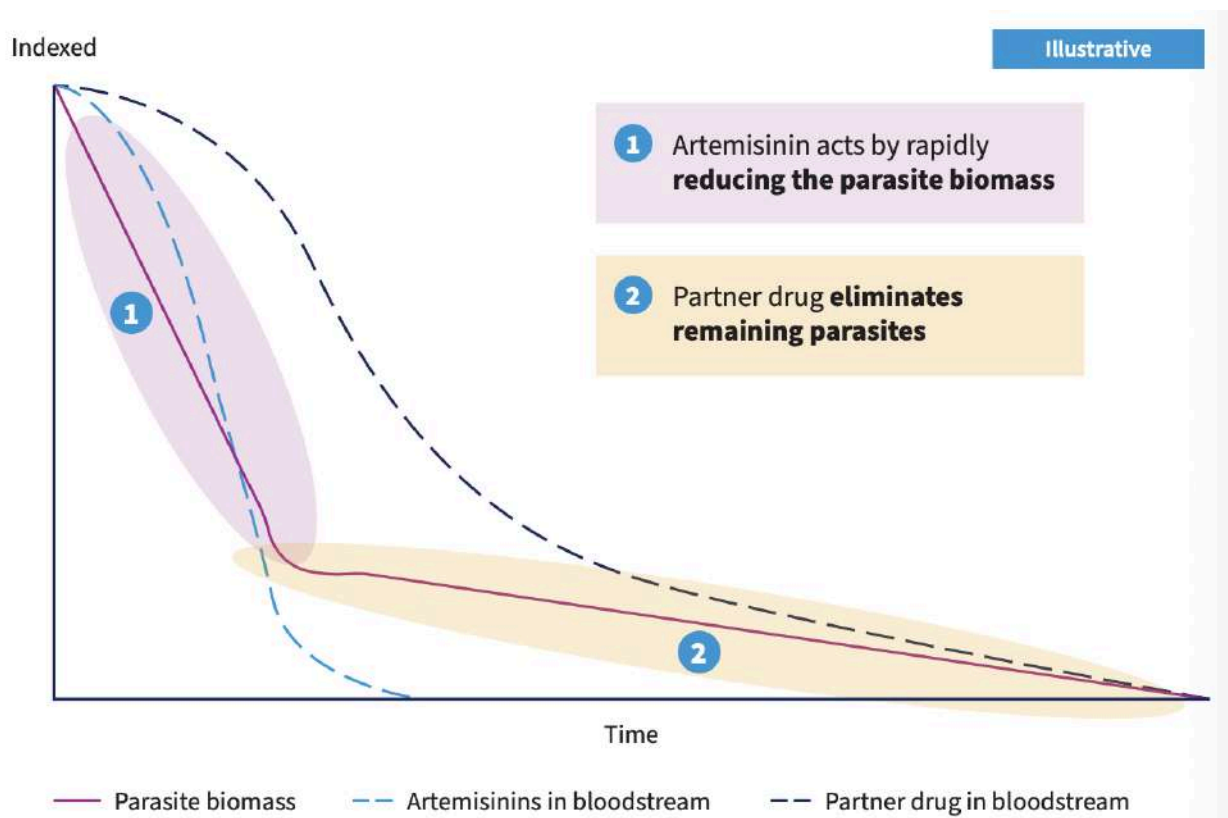 Indexed
Illustrative
1 Artemisinin acts by rapidly
reducing the parasite biomass
2 Partner drug eliminates
remaining parasites
1
2
Time
Parasite biomass
Artemisinins in bloodstream
Partner drug in bloodstream